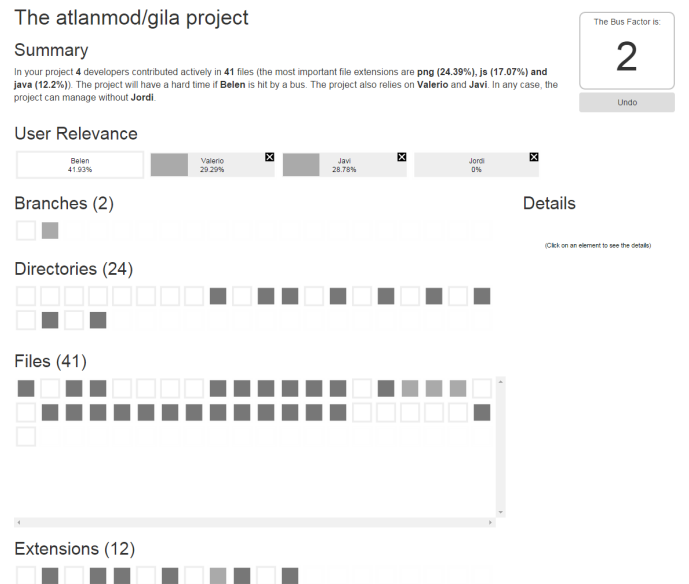 The atlanmod/gila project
The Bus Factor is:
2
Undo
Summary
In your project 4 developers contributed actively in 41 files (the most important file extensions are png (24.39%), js (17.07%) and
java (12.2%)). The project will have a hard time if Belen is hit by a bus. The project also relies on Valerio and Javi. In any case, the
project can manage without Jordi.
User Relevance
Belen
41.93%
Valerio
29.29%
Javi
28.78%
Jordi
0%
Branches (2)
Details
(Click on an element to see the details)
Directories (24)
Files (41)
Extensions (12)